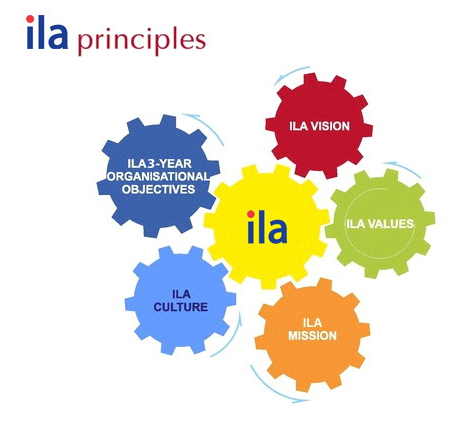 ila principles
ILA VISION
ILA 3-YEAR
ORGANISATIONAL
OBJECTIVES
ila
ILA VALUES
ILA
CULTURE
ILA
MISSION